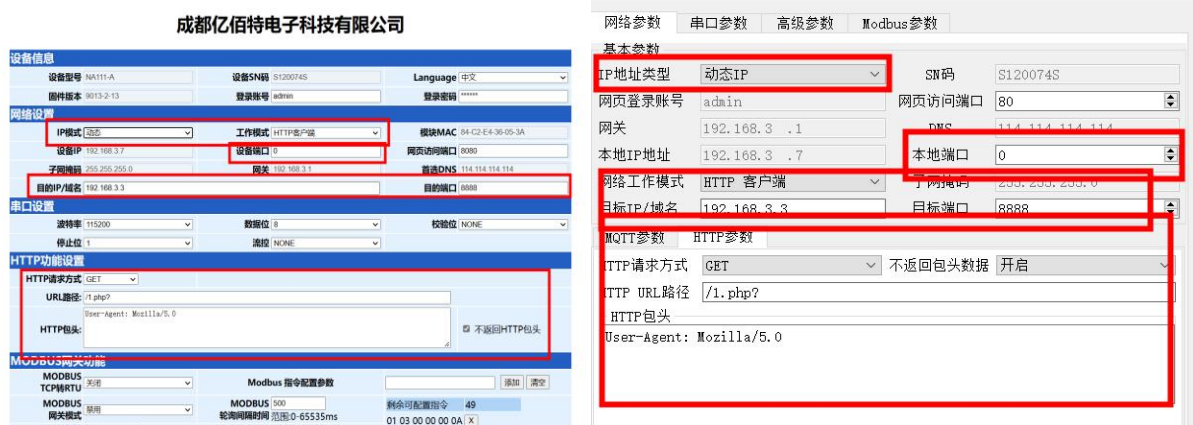 成都亿佰特电子科技有限公司
设备信息
设备型号 NA111-A 设备SN码 S120074S Language 中文
固件版本 9013-2-13 登录账号 admin 登录密码 ******
网络设置
IP模式 动态 工作模式 HTTP客户端 模块MAC 84-C2-E4-36-05-3A
设备IP 192.168.3.7 设备端口 0 网页访问端口 8080
子网掩码 255.255.255.0 网关 192.168.3.1 首选DNS 114.114.114.114
目的IP/域名 192.168.3.3 目的端口 8888
串口设置
波特率 115200 数据位 8 校验位 NONE
停止位 1 流控 NONE
HTTP功能设置
HTTP请求方式 GET
URL路径: /1.php?
HTTP包头: User-Agent: Mozilla/5.0
不返回HTTP包头
MODBUS网关功能
MODBUS TCP转RTU 关闭 Modbus 指令配置参数 添加 清空
MODBUS 网关模式 禁用 MODBUS 轮询间隔时间 500 范围:0-65535ms 剩余可配置指令 49
01 03 00 00 00 0A X
网络参数 串口参数 高级参数 Modbus参数
基本参数
IP地址类型 动态IP SN码 S120074S
网页登录账号 admin 网页访问端口 80
网关 192.168.3 .1 DNS 114.114.114.114
本地IP地址 192.168.3 .7 本地端口 0
网络工作模式 HTTP 客户端 子网掩码 255.255.255.0
目标IP/域名 192.168.3.3 目标端口 8888
MQTT参数 HTTP参数
HTTP请求方式 GET 不返回包头数据 开启
HTTP URL路径 /1.php?
HTTP包头
User-Agent: Mozilla/5.0